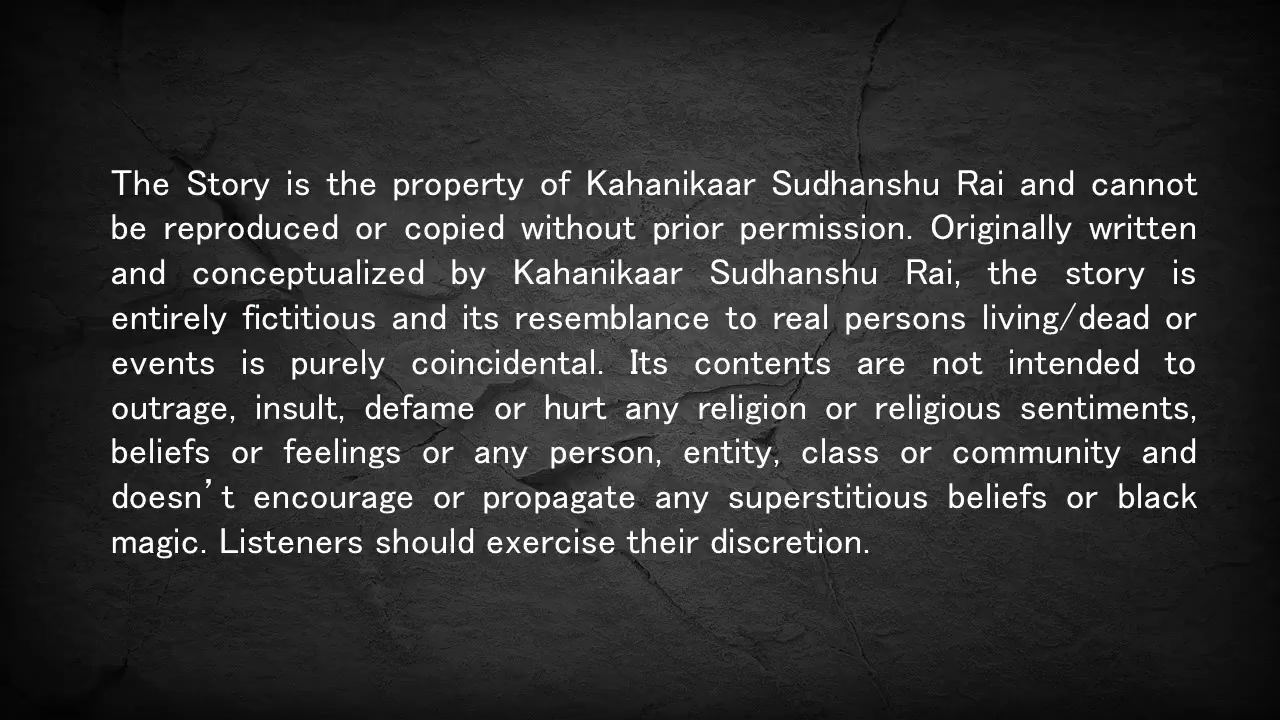 The Story is the property of Kahanikaar Sudhanshu Rai and cannot
be reproduced or copied without prior permission. Originally written
and conceptualized by Kahanikaar Sudhanshu Rai, the story is
entirely fictitious and its resemblance to real persons living/dead or
events is purely coincidental. Its contents are not intended to
outrage, insult, defame or hurt any religion or religious sentiments,
beliefs or feelings or any person, entity, class or community and
doesn’t encourage or propagate any superstitious beliefs or black
magic. Listeners should exercise their discretion.